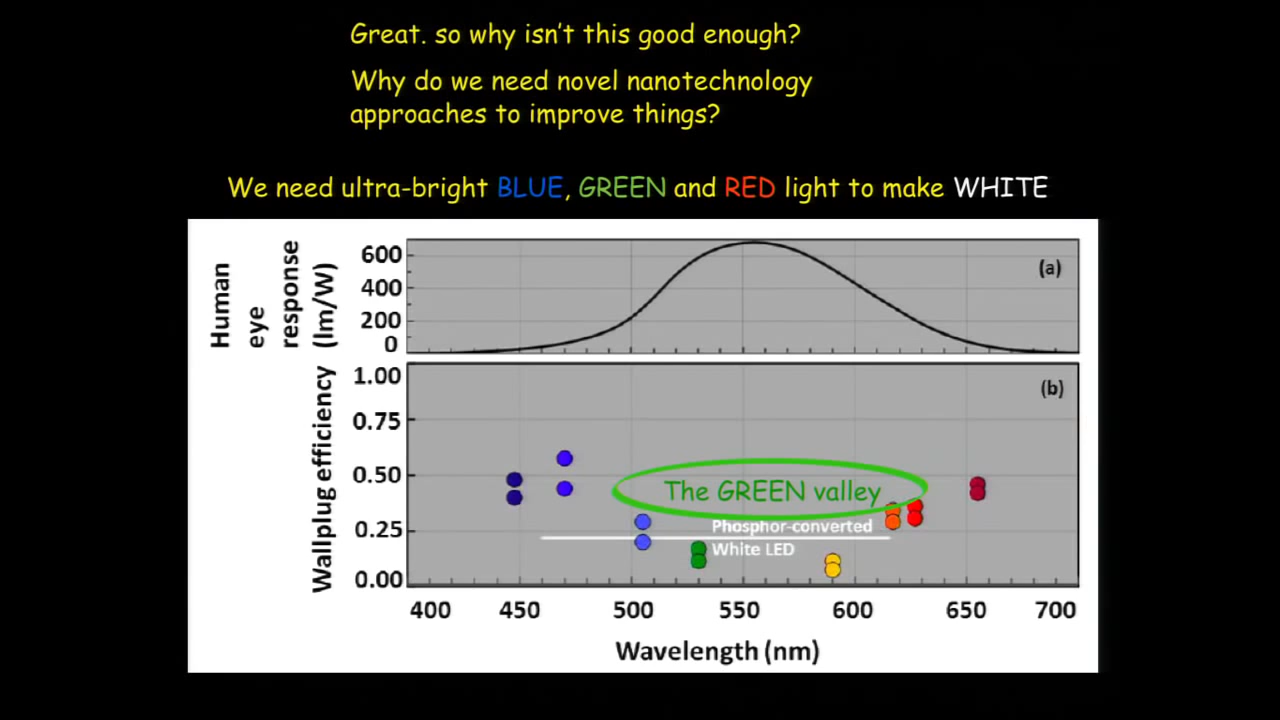 Great. so why isn't this good enough?
Why do we need novel nanotechnology
approaches to improve things?
We need ultra-bright BLUE, GREEN and RED light to make WHITE
Human
eye
response
(lm/W)
600
400
200
0
(a)
Wallplug efficiency
1.00
0.75
0.50
0.25
0.00
(b)
The GREEN valley
Phosphor-converted
White LED
400 450 500 550 600 650 700
Wavelength (nm)